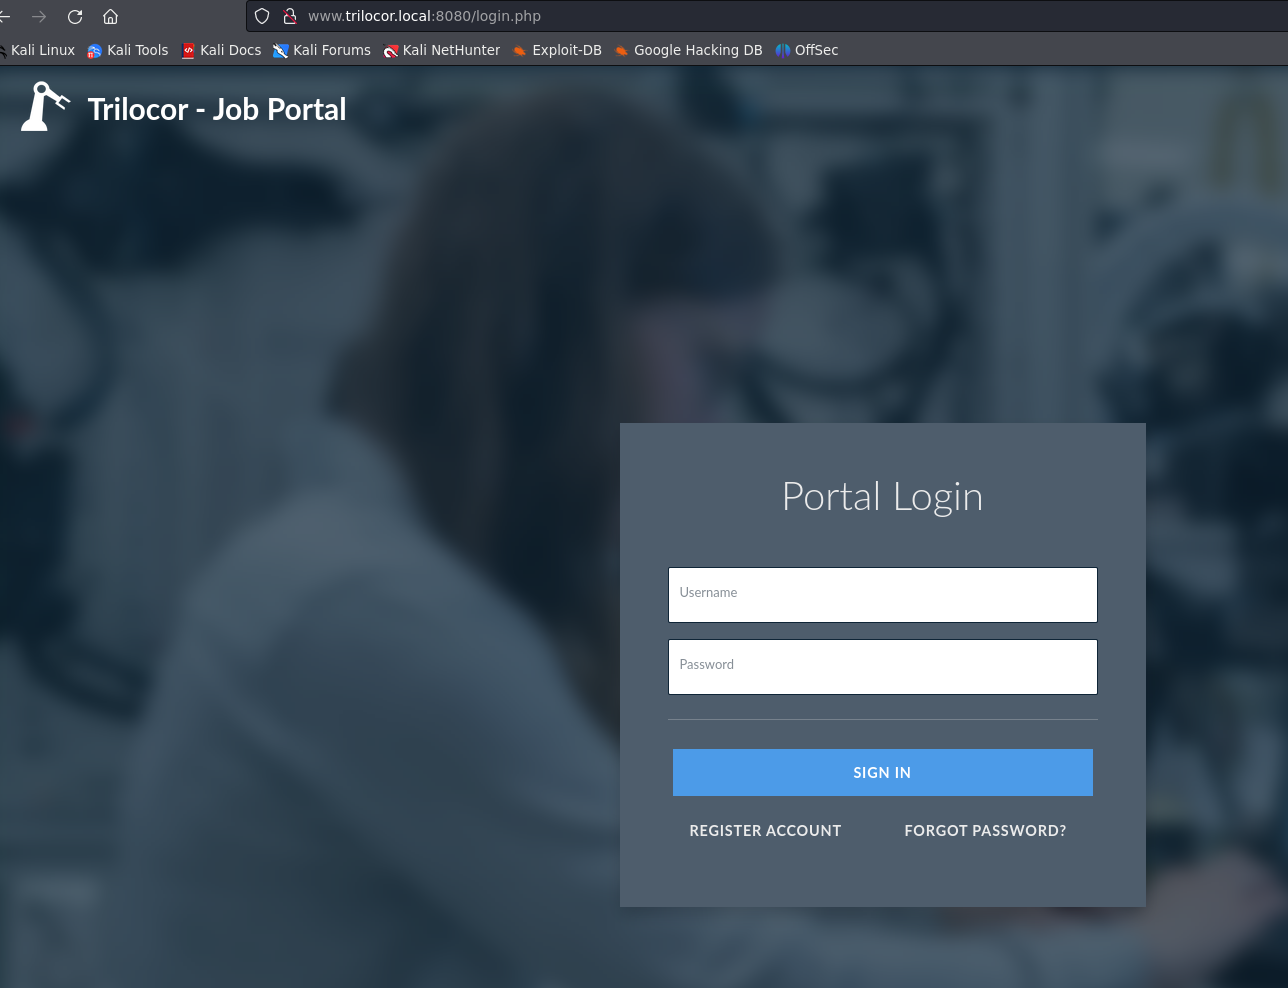 www.trilocor.local:8080/login.php
Kali Linux Kali Tools Kali Docs Kali Forums Kali NetHunter Exploit-DB Google Hacking DB OffSec
Trilocor - Job Portal
Portal Login
Username
Password
SIGN IN
REGISTER ACCOUNT FORGOT PASSWORD?